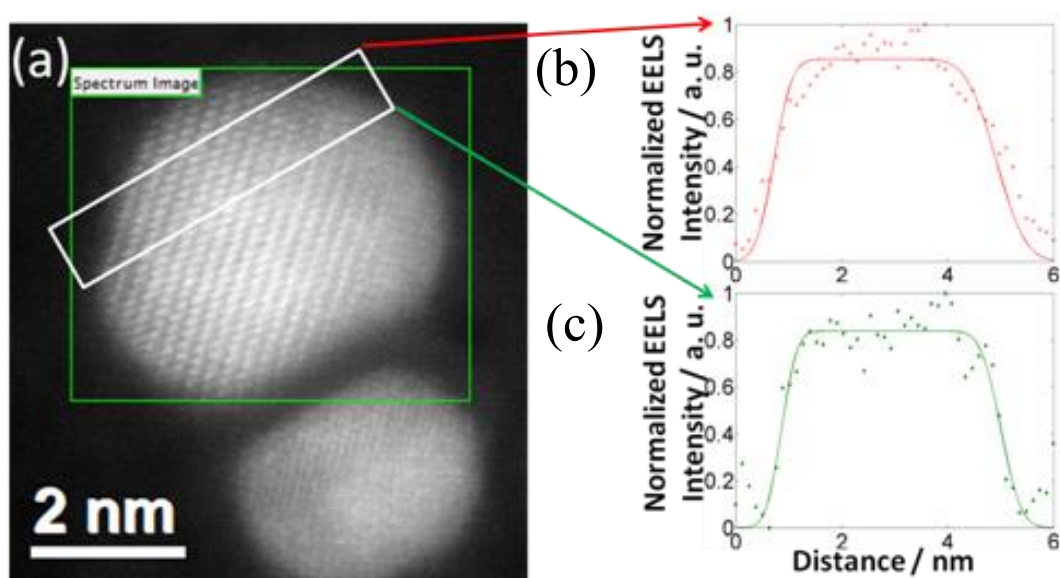 (a)
Spectrum Image
2 nm
(b)
Normalized EELS
Intensity / a. u.
1
0.8
0.6
0.4
0.2
0
0 2 4 6
(c)
Normalized EELS
Intensity / a. u.
1
0.8
0.6
0.4
0.2
0
0 2 4 6
Distance / nm